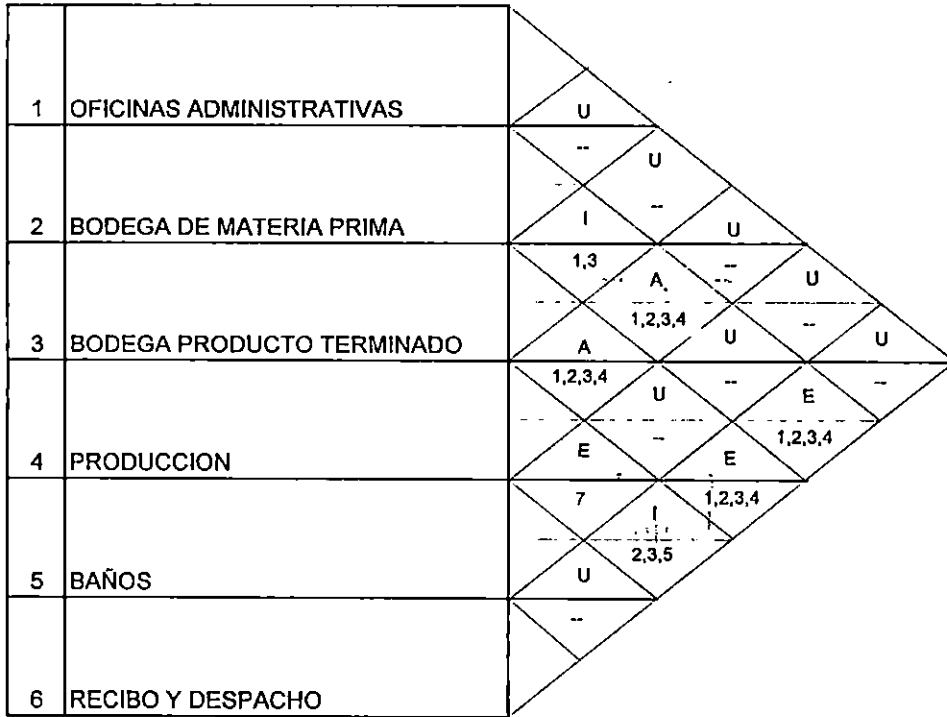 1 OFICINAS ADMINISTRATIVAS
U
--
U
--
2 BODEGA DE MATERIA PRIMA
I
U
1,3
--
A
U
1,2,3,4
--
3 BODEGA PRODUCTO TERMINADO
A
U
U
1,2,3,4
--
--
U
E
--
1,2,3,4
4 PRODUCCION
E
E
7
1,2,3,4
I
2,3,5
5 BAÑOS
U
--
6 RECIBO Y DESPACHO